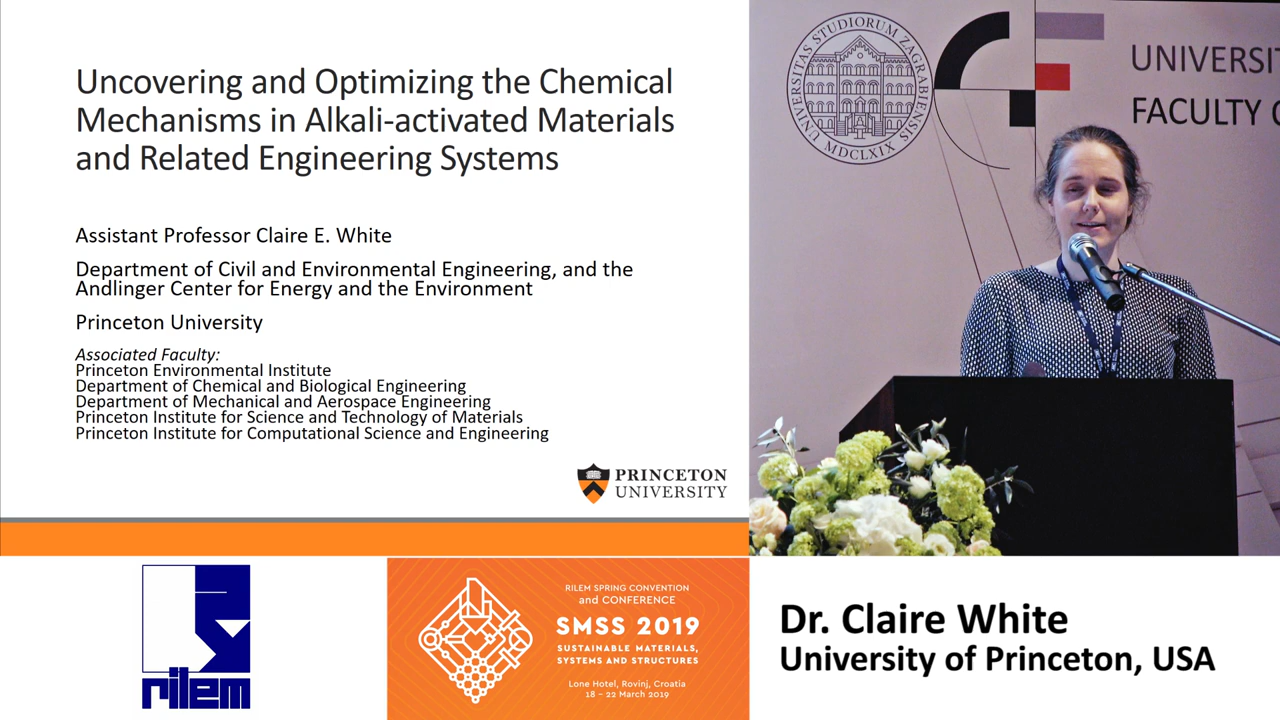 Uncovering and Optimizing the Chemical
Mechanisms in Alkali-activated Materials
and Related Engineering Systems
Assistant Professor Claire E. White
Department of Civil and Environmental Engineering, and the
Andlinger Center for Energy and the Environment
Princeton University
Associated Faculty:
Princeton Environmental Institute
Department of Chemical and Biological Engineering
Department of Mechanical and Aerospace Engineering
Princeton Institute for Science and Technology of Materials
Princeton Institute for Computational Science and Engineering
PRINCETON
UNIVERSITY
UNIVERSITAS STUDIORUM ZAGRABIENSIS
MDCLXIX
UNIVERSI
FACULTY
rilem
RILEM SPRING CONVENTION
and CONFERENCE
SMSS 2019
SUSTAINABLE MATERIALS,
SYSTEMS AND STRUCTURES
Lone Hotel, Rovinj, Croatia
18 – 22 March 2019
Dr. Claire White
University of Princeton, USA